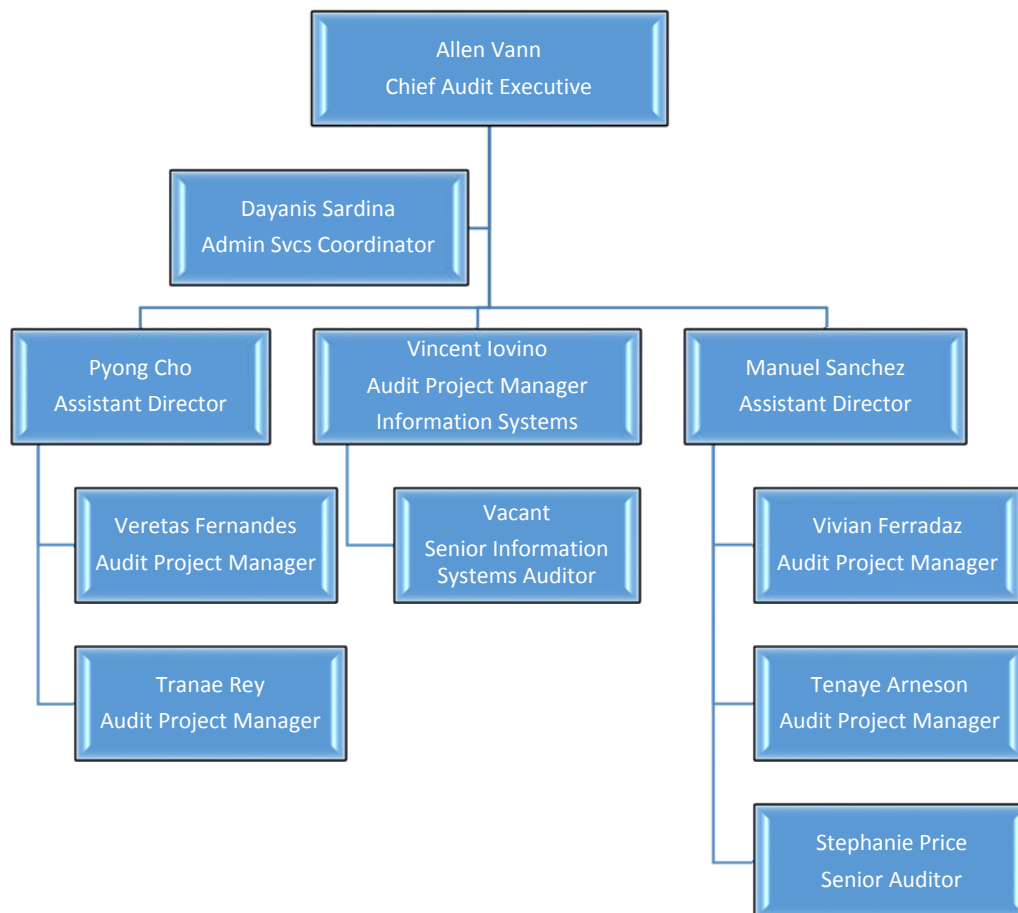 Allen Vann
Chief Audit Executive
Dayanis Sardina
Admin Svcs Coordinator
Pyong Cho
Assistant Director
Vincent Iovino
Audit Project Manager
Information Systems
Manuel Sanchez
Assistant Director
Veretas Fernandes
Audit Project Manager
Vacant
Senior Information
Systems Auditor
Vivian Ferradaz
Audit Project Manager
Tranae Rey
Audit Project Manager
Tenaye Arneson
Audit Project Manager
Stephanie Price
Senior Auditor